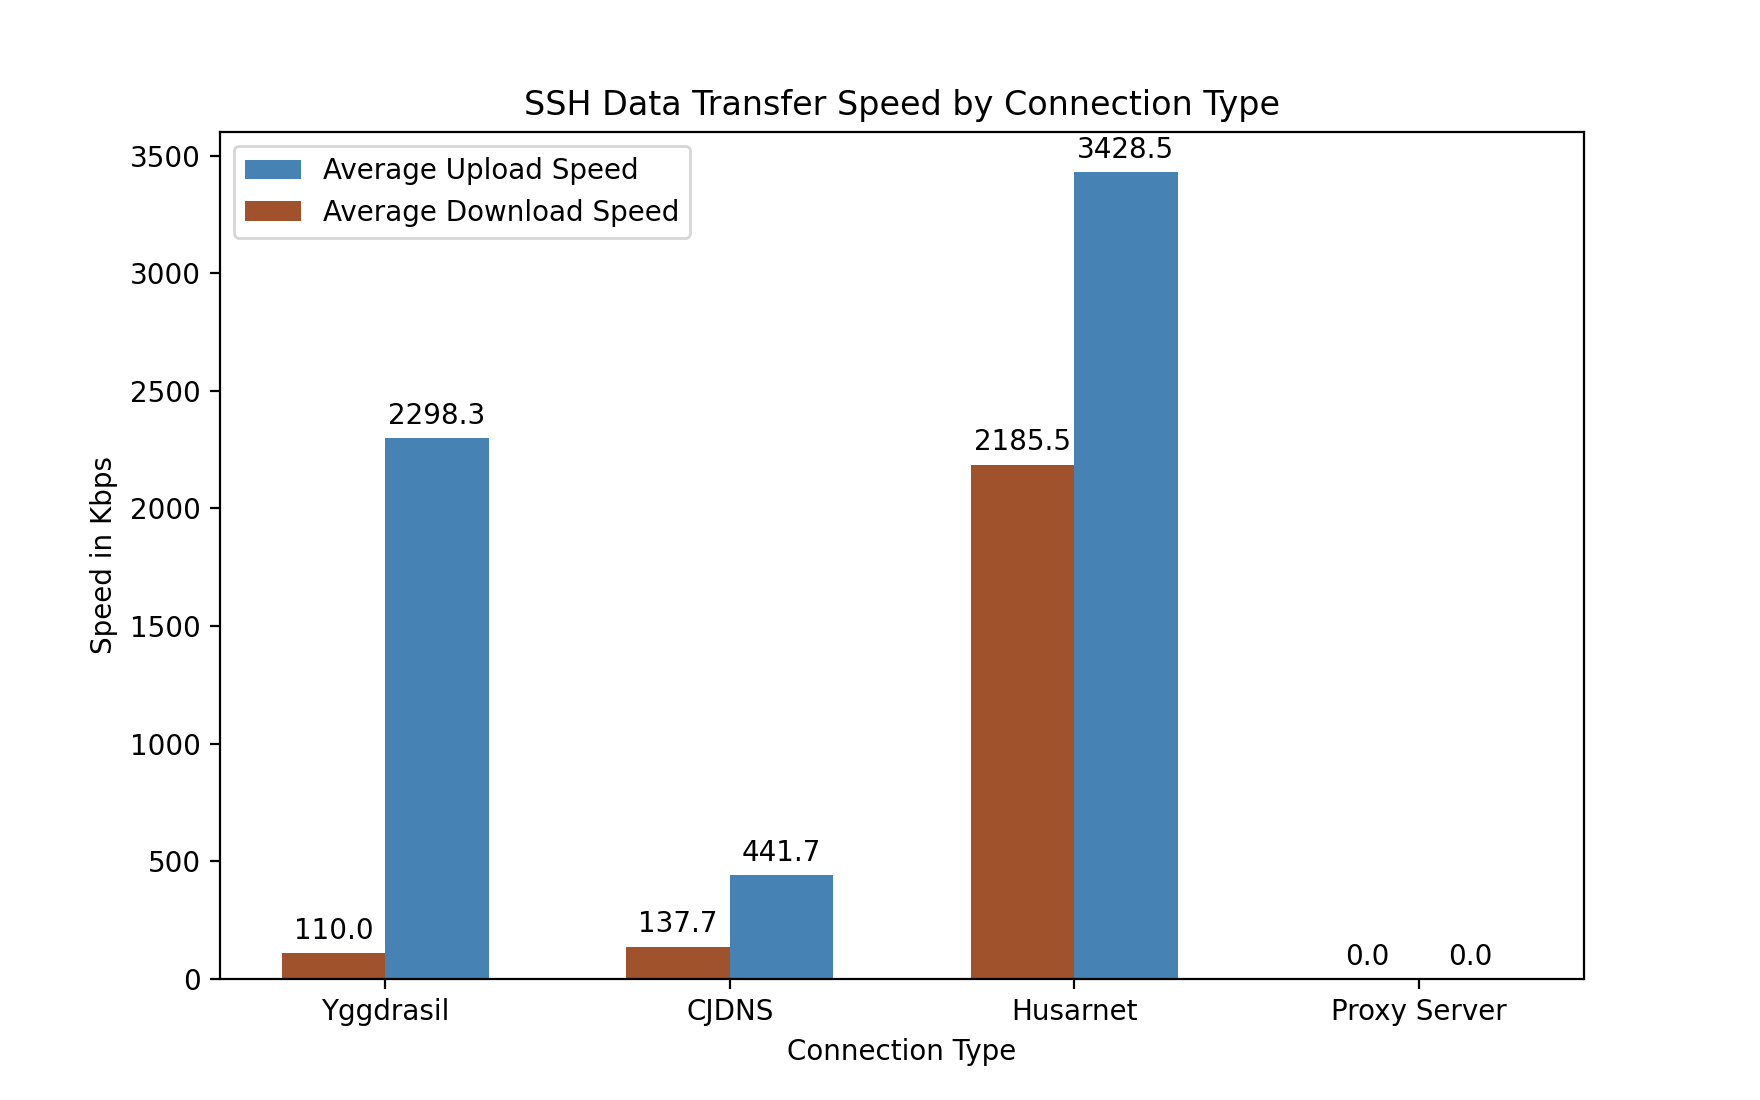 SSH Data Transfer Speed by Connection Type
Average Upload Speed
Average Download Speed
3500
3000
2500
2000
1500
1000
500
0
Speed in Kbps
110.0
2298.3
137.7
441.7
2185.5
3428.5
0.0
0.0
Yggdrasil
CJDNS
Husarnet
Proxy Server
Connection Type